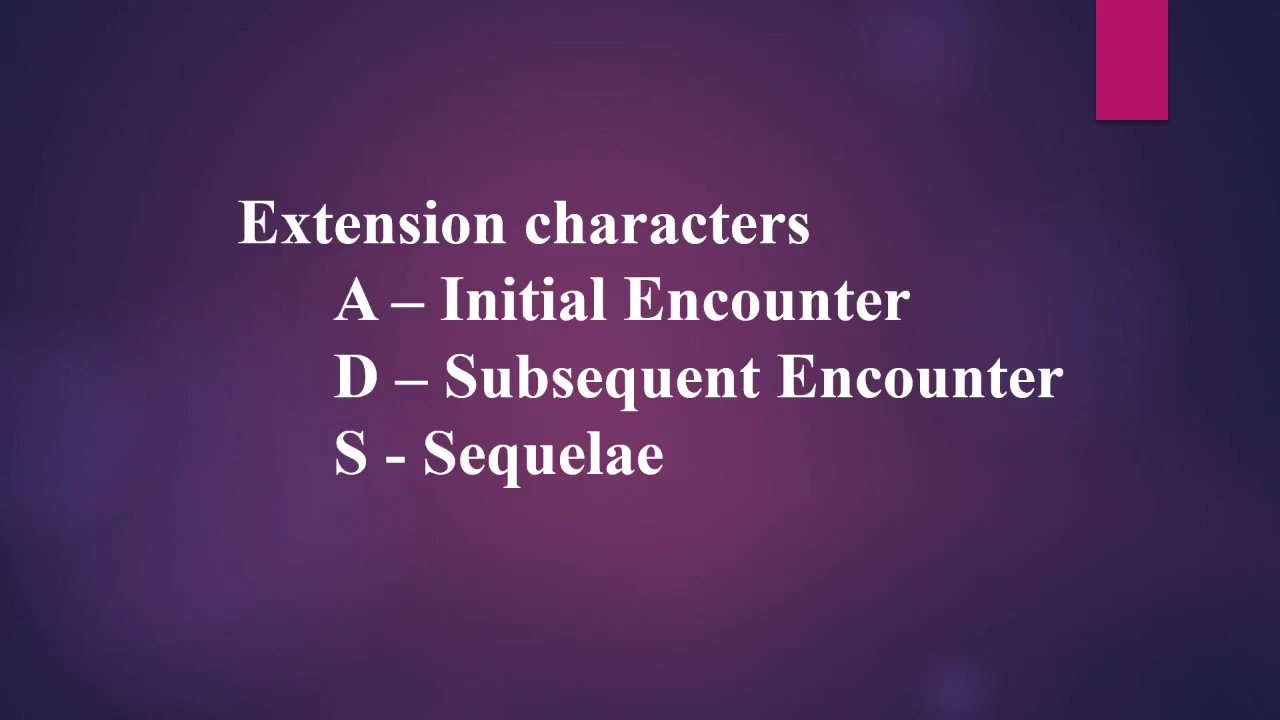 Extension characters
A – Initial Encounter
D – Subsequent Encounter
S - Sequelae